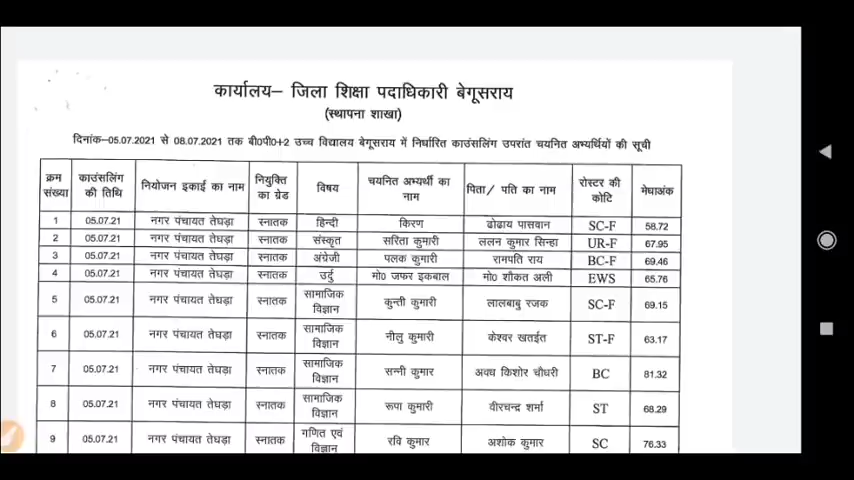 कार्यालय– जिला शिक्षा पदाधिकारी बेगूसराय
(स्थापना शाखा)
दिनांक–05.07.2021 से 08.07.2021 तक बी0पी0+2 उच्च विद्यालय बेगूसराय में निर्धारित काउंसलिंग उपरांत चयनित अभ्यर्थियों की सूची
क्रम संख्या काउंसलिंग की तिथि नियोजन इकाई का नाम नियुक्ति का ग्रेड विषय चयनित अभ्यर्थी का नाम पिता/ पति का नाम रोस्टर की कोटि मेधाअंक
1 05.07.21 नगर पंचायत तेघड़ा स्नातक हिन्दी किरण ढोढाय पासवान SC-F 58.72
2 05.07.21 नगर पंचायत तेघड़ा स्नातक संस्कृत सरिता कुमारी ललन कुमार सिन्हा UR-F 67.95
3 05.07.21 नगर पंचायत तेघड़ा स्नातक अंग्रेजी पलक कुमारी रामपति राय BC-F 69.46
4 05.07.21 नगर पंचायत तेघड़ा स्नातक उर्दु मो0 जफर इकबाल मो0 शौकत अली EWS 65.76
5 05.07.21 नगर पंचायत तेघड़ा स्नातक सामाजिक विज्ञान कुन्ती कुमारी लालबाबु रजक SC-F 69.15
6 05.07.21 नगर पंचायत तेघड़ा स्नातक सामाजिक विज्ञान नीलु कुमारी केश्वर खतईत ST-F 63.17
7 05.07.21 नगर पंचायत तेघड़ा स्नातक सामाजिक विज्ञान सन्नी कुमार अवध किशोर चौधरी BC 81.32
8 05.07.21 नगर पंचायत तेघड़ा स्नातक सामाजिक विज्ञान रूपा कुमारी वीरचन्द्र शर्मा ST 68.29
9 05.07.21 नगर पंचायत तेघड़ा स्नातक गणित एवं विज्ञान रवि कुमार अशोक कुमार SC 76.33